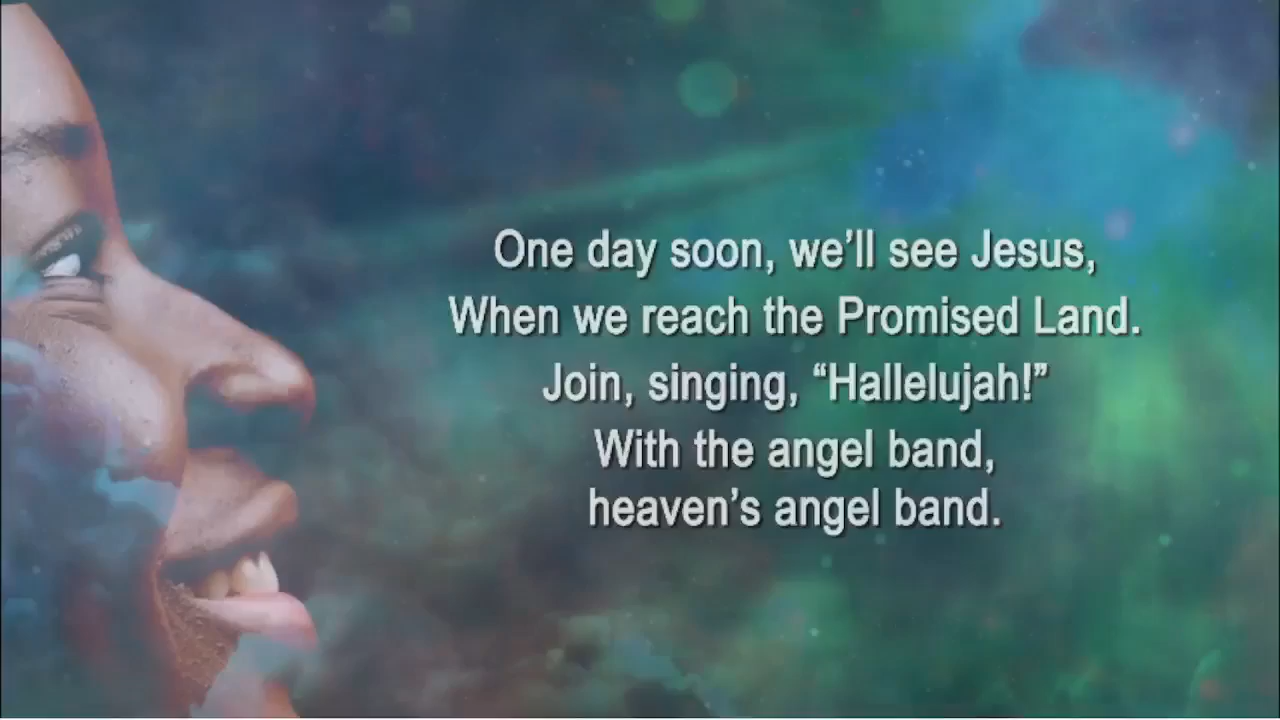 One day soon, we’ll see Jesus,
When we reach the Promised Land.
Join, singing, “Hallelujah!”
With the angel band,
heaven’s angel band.